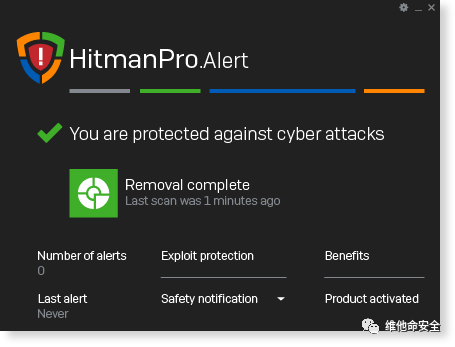 HitmanPro.Alert
You are protected against cyber attacks
Removal complete
Last scan was 1 minutes ago
Number of alerts
0
Exploit protection
Benefits
Last alert
Never
Safety notification
Product activated
维他命安全